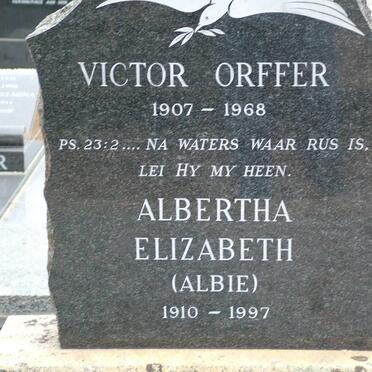 VICTOR ORFFER
1907 – 1968
PS. 23:2.... NA WATERS WAAR RUS IS,
LEI HY MY HEEN.
ALBERTHA
ELIZABETH
(ALBIE)
1910 – 1997